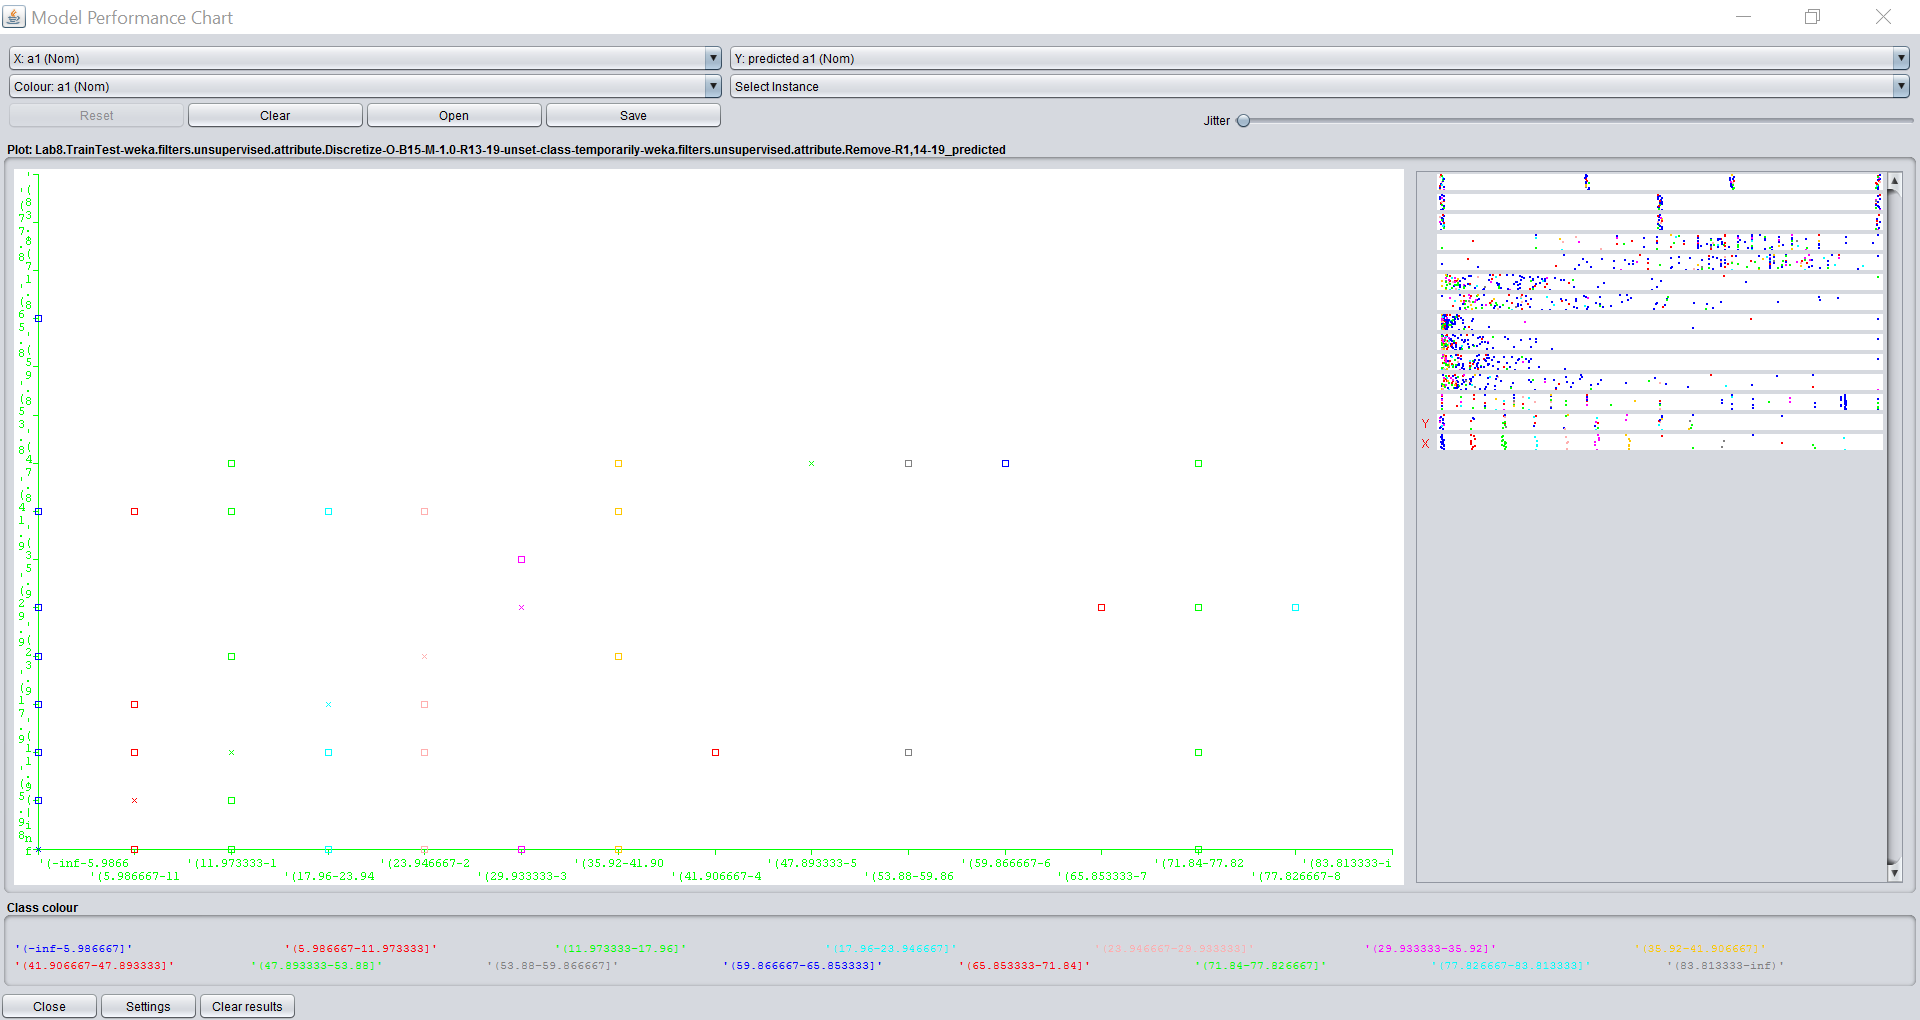 Model Performance Chart
X: a1 (Nom)
Y: predicted a1 (Nom)
Colour: a1 (Nom)
Select Instance
Reset
Clear
Open
Save
Jitter
Plot: Lab8.TrainTest-weka.filters.unsupervised.attribute.Discretize-O-B15-M-1.0-R13-19-unset-class-temporarily-weka.filters.unsupervised.attribute.Remove-R1,14-19_predicted
Y
X
'(-inf-5.9866 '(11.973333-1 '(23.946667-2 '(35.92-41.90 '(47.893333-5 '(59.866667-6 '(71.84-77.82 '(83.813333-i
'(5.986667-11 '(17.96-23.94 '(29.933333-3 '(41.906667-4 '(53.88-59.86 '(65.853333-7 '(77.826667-8
Class colour
'(-inf-5.986667]' '(5.986667-11.973333]' '(11.973333-17.96]' '(17.96-23.946667]' '(23.946667-29.933333]' '(29.933333-35.92]' '(35.92-41.906667]'
'(41.906667-47.893333]' '(47.893333-53.88]' '(53.88-59.866667]' '(59.866667-65.853333]' '(65.853333-71.84]' '(71.84-77.826667]' '(77.826667-83.813333]' '(83.813333-inf)'
Close
Settings
Clear results